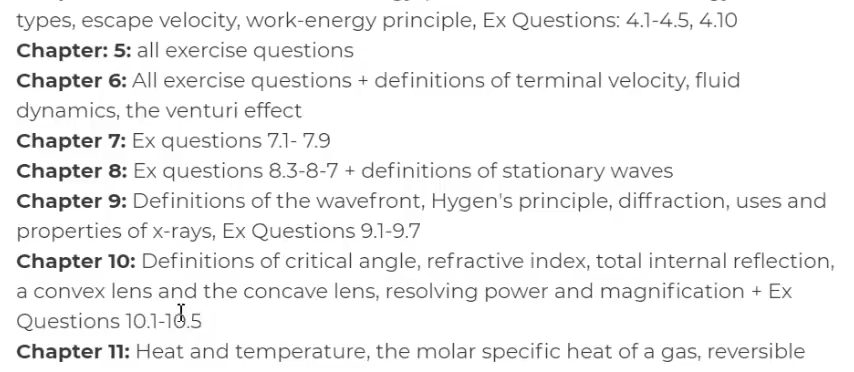 types, escape velocity, work-energy principle, Ex Questions: 4.1-4.5, 4.10
Chapter: 5: all exercise questions
Chapter 6: All exercise questions + definitions of terminal velocity, fluid
dynamics, the venturi effect
Chapter 7: Ex questions 7.1- 7.9
Chapter 8: Ex questions 8.3-8-7 + definitions of stationary waves
Chapter 9: Definitions of the wavefront, Hygen's principle, diffraction, uses and
properties of x-rays, Ex Questions 9.1-9.7
Chapter 10: Definitions of critical angle, refractive index, total internal reflection,
a convex lens and the concave lens, resolving power and magnification + Ex
Questions 10.1-10.5
Chapter 11: Heat and temperature, the molar specific heat of a gas, reversible